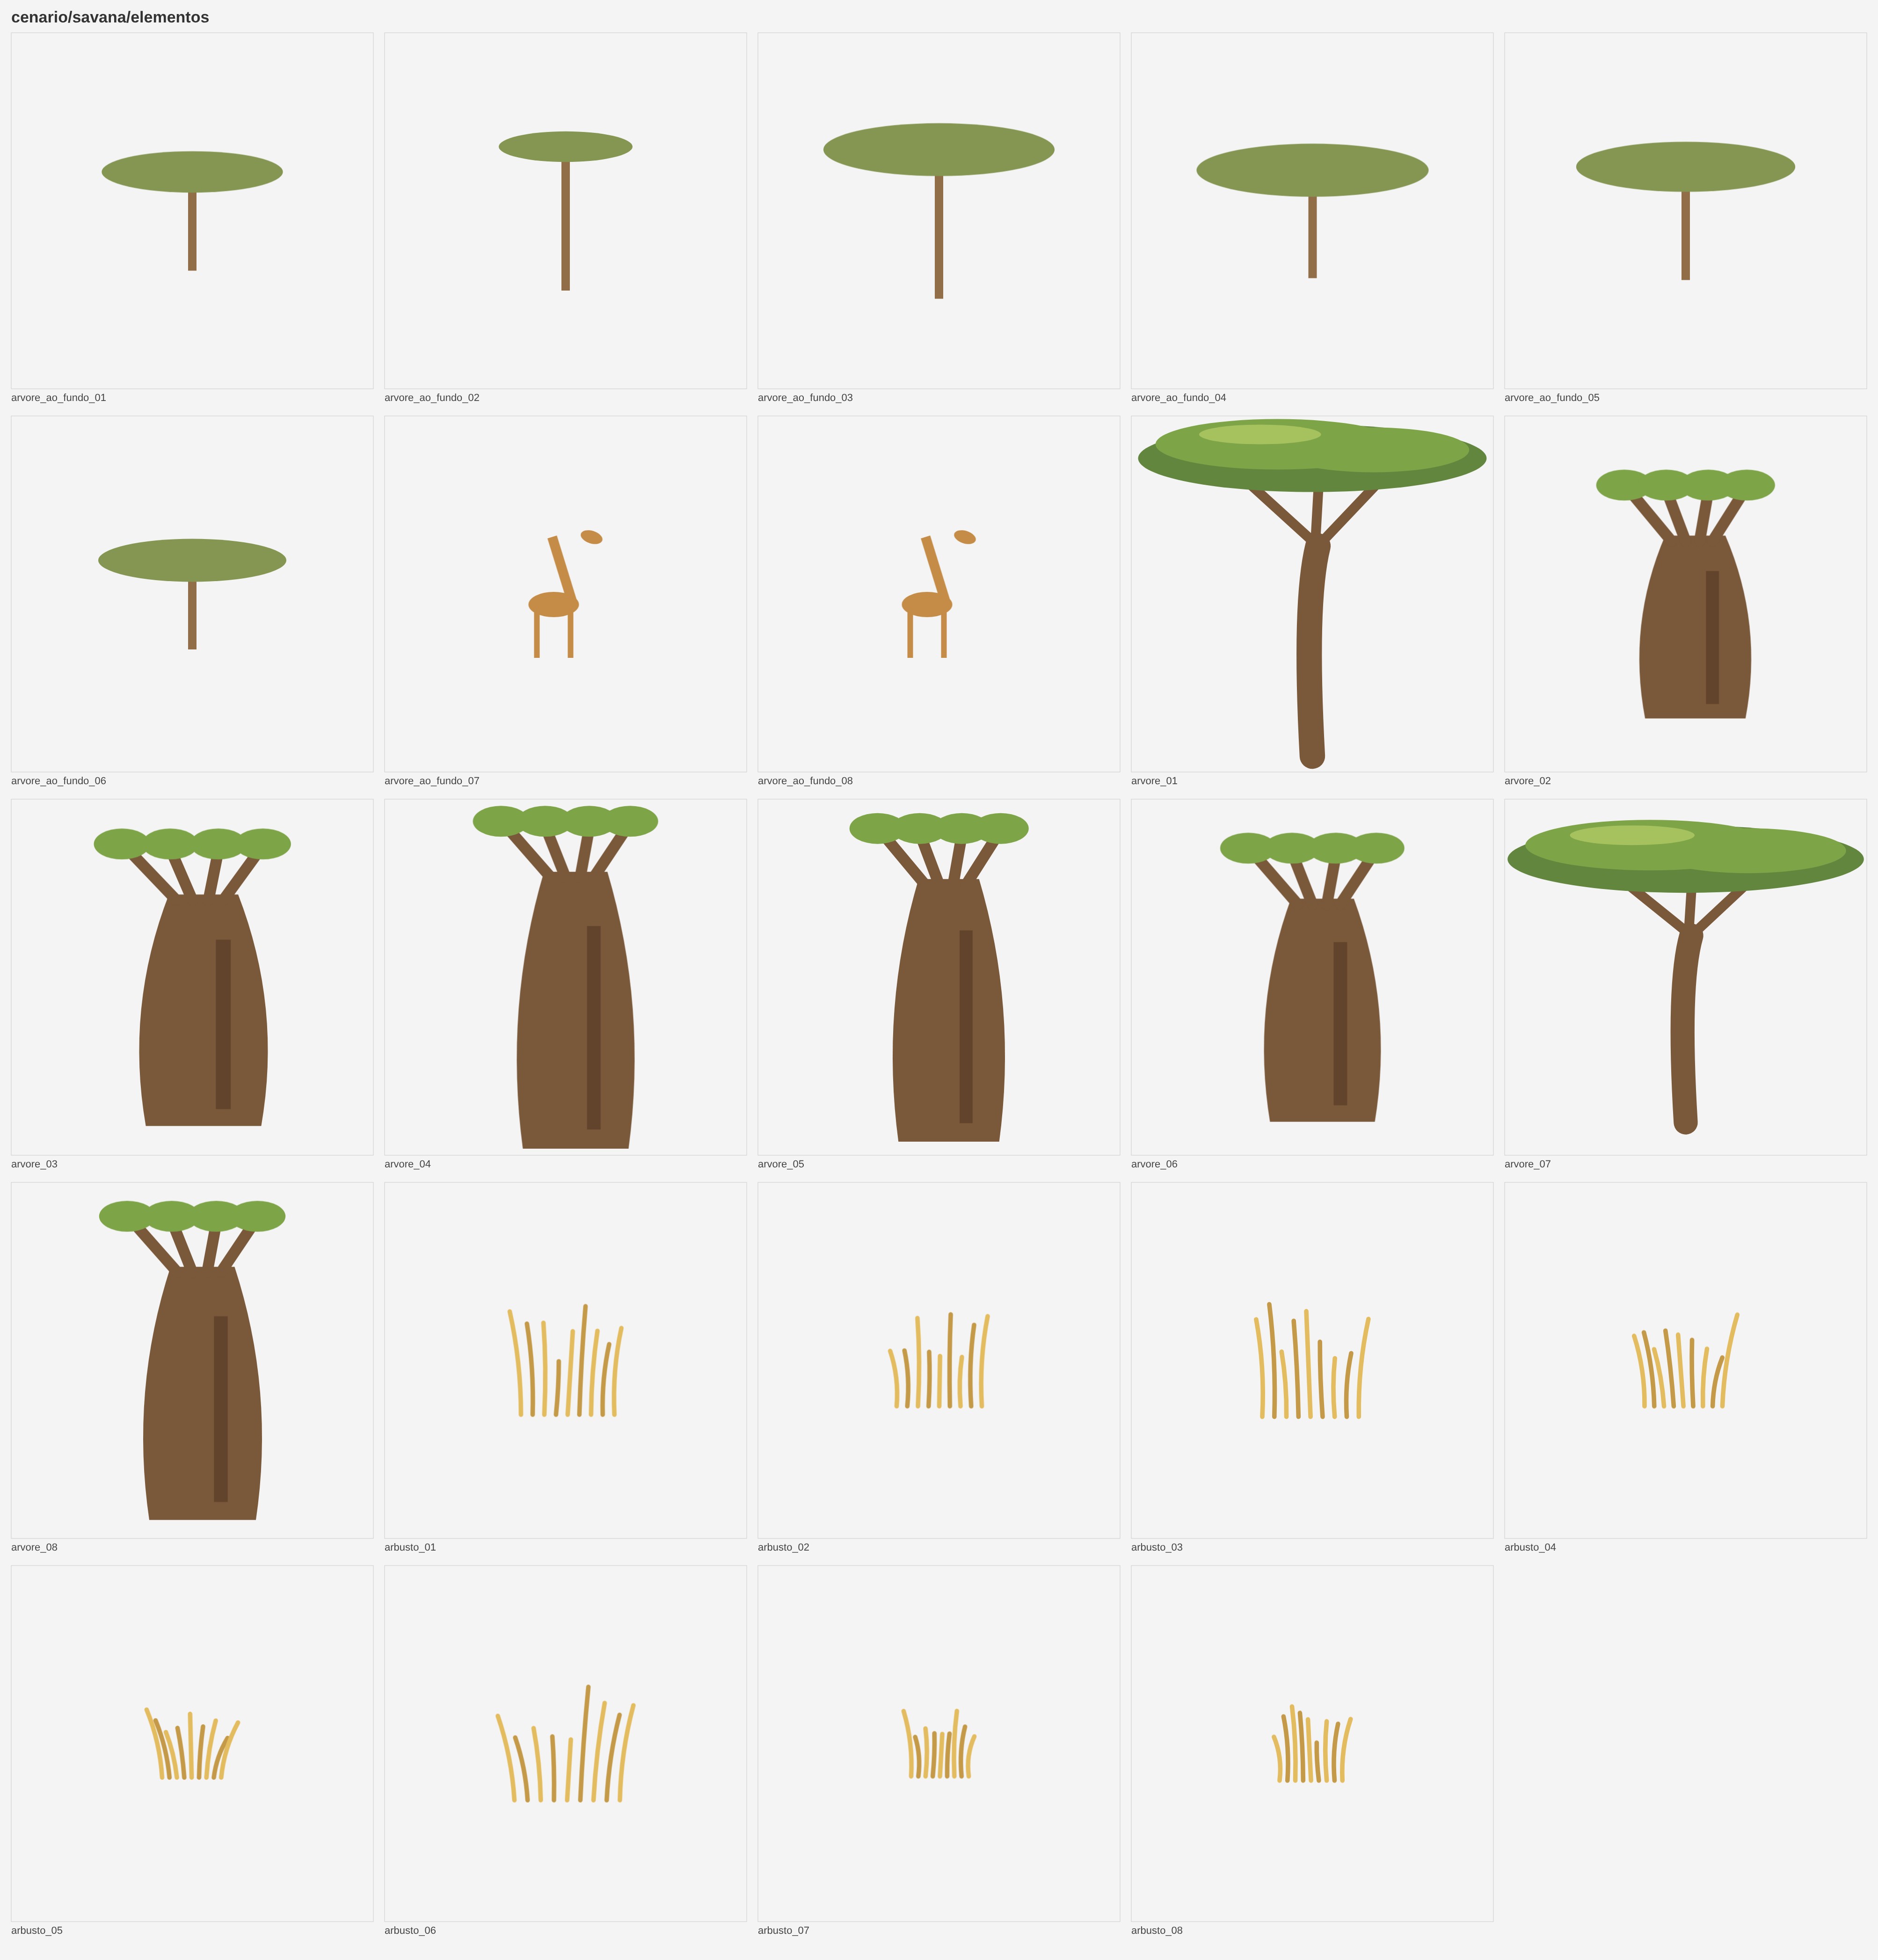 cenario/savana/elementos
arvore_ao_fundo_01
arvore_ao_fundo_02
arvore_ao_fundo_03
arvore_ao_fundo_04
arvore_ao_fundo_05
arvore_ao_fundo_06
arvore_ao_fundo_07
arvore_ao_fundo_08
arvore_01
arvore_02
arvore_03
arvore_04
arvore_05
arvore_06
arvore_07
arvore_08
arbusto_01
arbusto_02
arbusto_03
arbusto_04
arbusto_05
arbusto_06
arbusto_07
arbusto_08